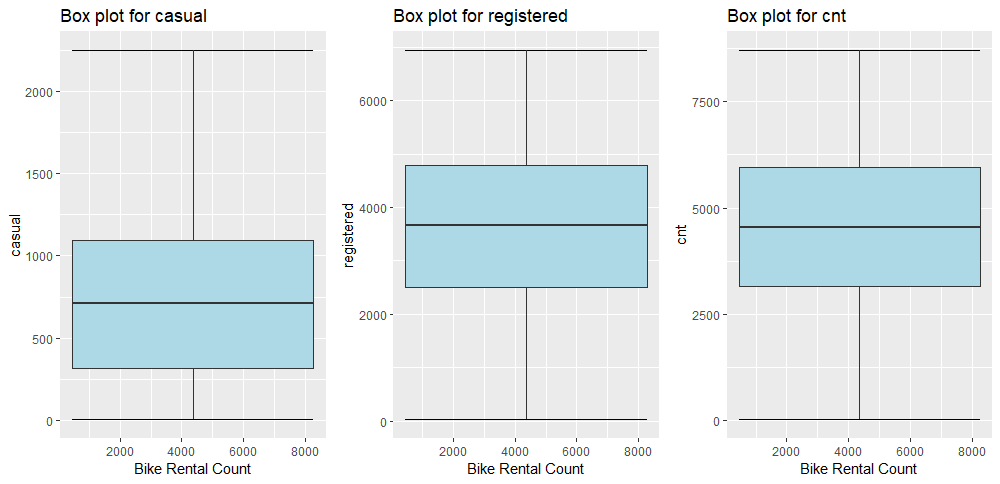 Box plot for casual
casual
2000
1500
1000
500
0
2000 4000 6000 8000
Bike Rental Count
Box plot for registered
registered
6000
4000
2000
0
2000 4000 6000 8000
Bike Rental Count
Box plot for cnt
cnt
7500
5000
2500
0
2000 4000 6000 8000
Bike Rental Count